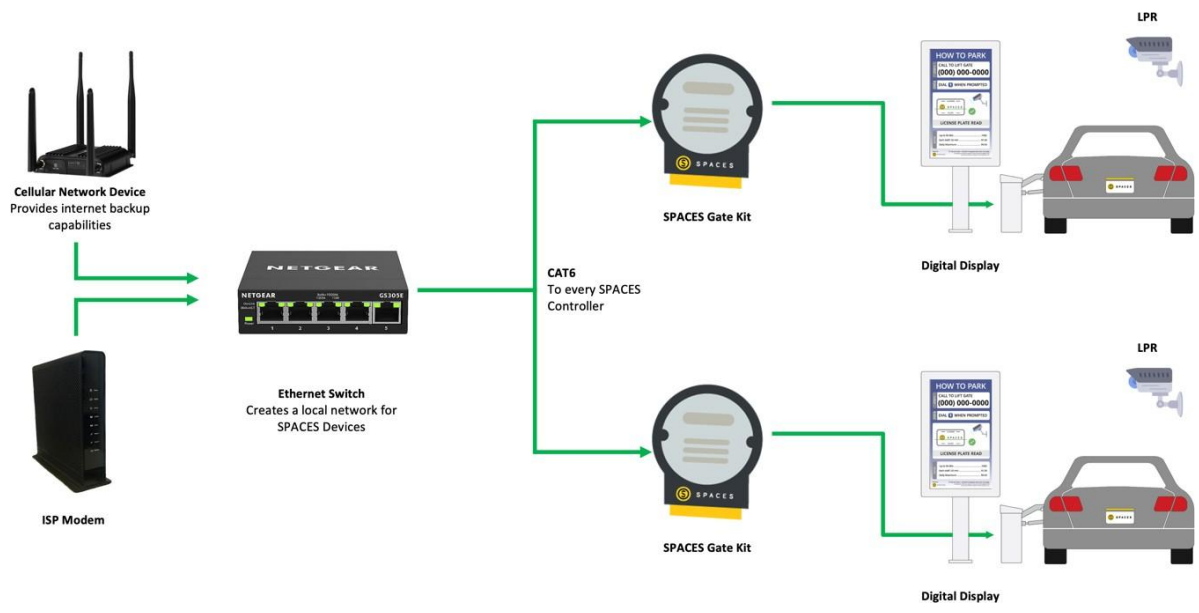 Cellular Network Device
Provides internet backup
capabilities
ISP Modem
NETGEAR
NETGEAR
GS305E
Power
1 2 3 4 5
Ethernet Switch
Creates a local network for
SPACES Devices
CAT6
To every SPACES
Controller
SPACES
SPACES Gate Kit
HOW TO PARK
CALL TO LIFT GATE
(000) 000-0000
DIAL WHEN PROMPTED
SPACES
LICENSE PLATE READ
Digital Display
LPR
SPACES
SPACES
SPACES Gate Kit
HOW TO PARK
CALL TO LIFT GATE
(000) 000-0000
DIAL WHEN PROMPTED
SPACES
LICENSE PLATE READ
Digital Display
LPR
SPACES